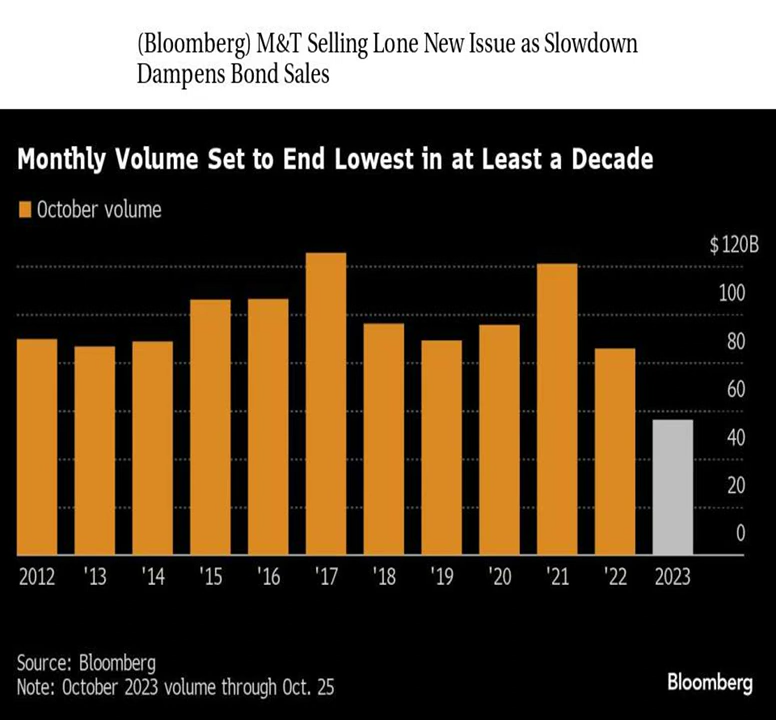 (Bloomberg) M&T Selling Lone New Issue as Slowdown
Dampens Bond Sales
Monthly Volume Set to End Lowest in at Least a Decade
October volume
$120B
100
80
60
40
20
0
2012 '13 '14 '15 '16 '17 '18 '19 '20 '21 '22 2023
Source: Bloomberg
Note: October 2023 volume through Oct. 25
Bloomberg